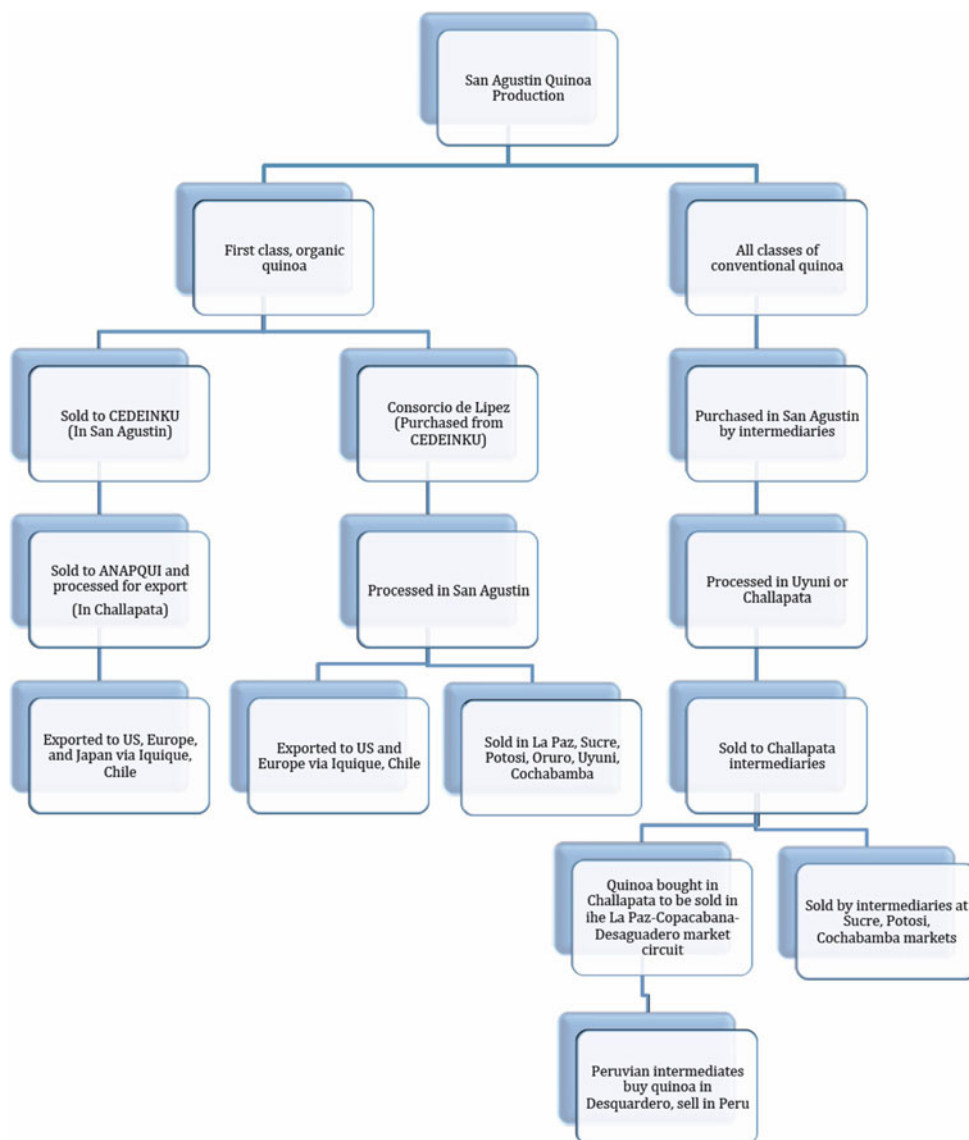 San Agustin Quinoa
Production
First class, organic
quinoa
All classes of
conventional quinoa
Sold to CEDEINKU
(In San Agustin)
Consorcio de Lipez
(Purchased from
CEDEINKU)
Purchased in San Agustin
by intermediaries
Sold to ANAPQUI and
processed for export
(In Challapata)
Processed in San Agustin
Processed in Uyuni or
Challapata
Exported to US, Europe,
and Japan via Iquique,
Chile
Exported to US and
Europe via Iquique, Chile
Sold in La Paz, Sucre,
Potosi, Oruro, Uyuni,
Cochabamba
Sold to Challapata
intermediaries
Quinoa bought in
Challapata to be sold in
ihe La Paz-Copacabana-
Desaguadero market
circuit
Sold by intermediaries at
Sucre, Potosi,
Cochabamba markets
Peruvian intermediates
buy quinoa in
Desquardero, sell in Peru